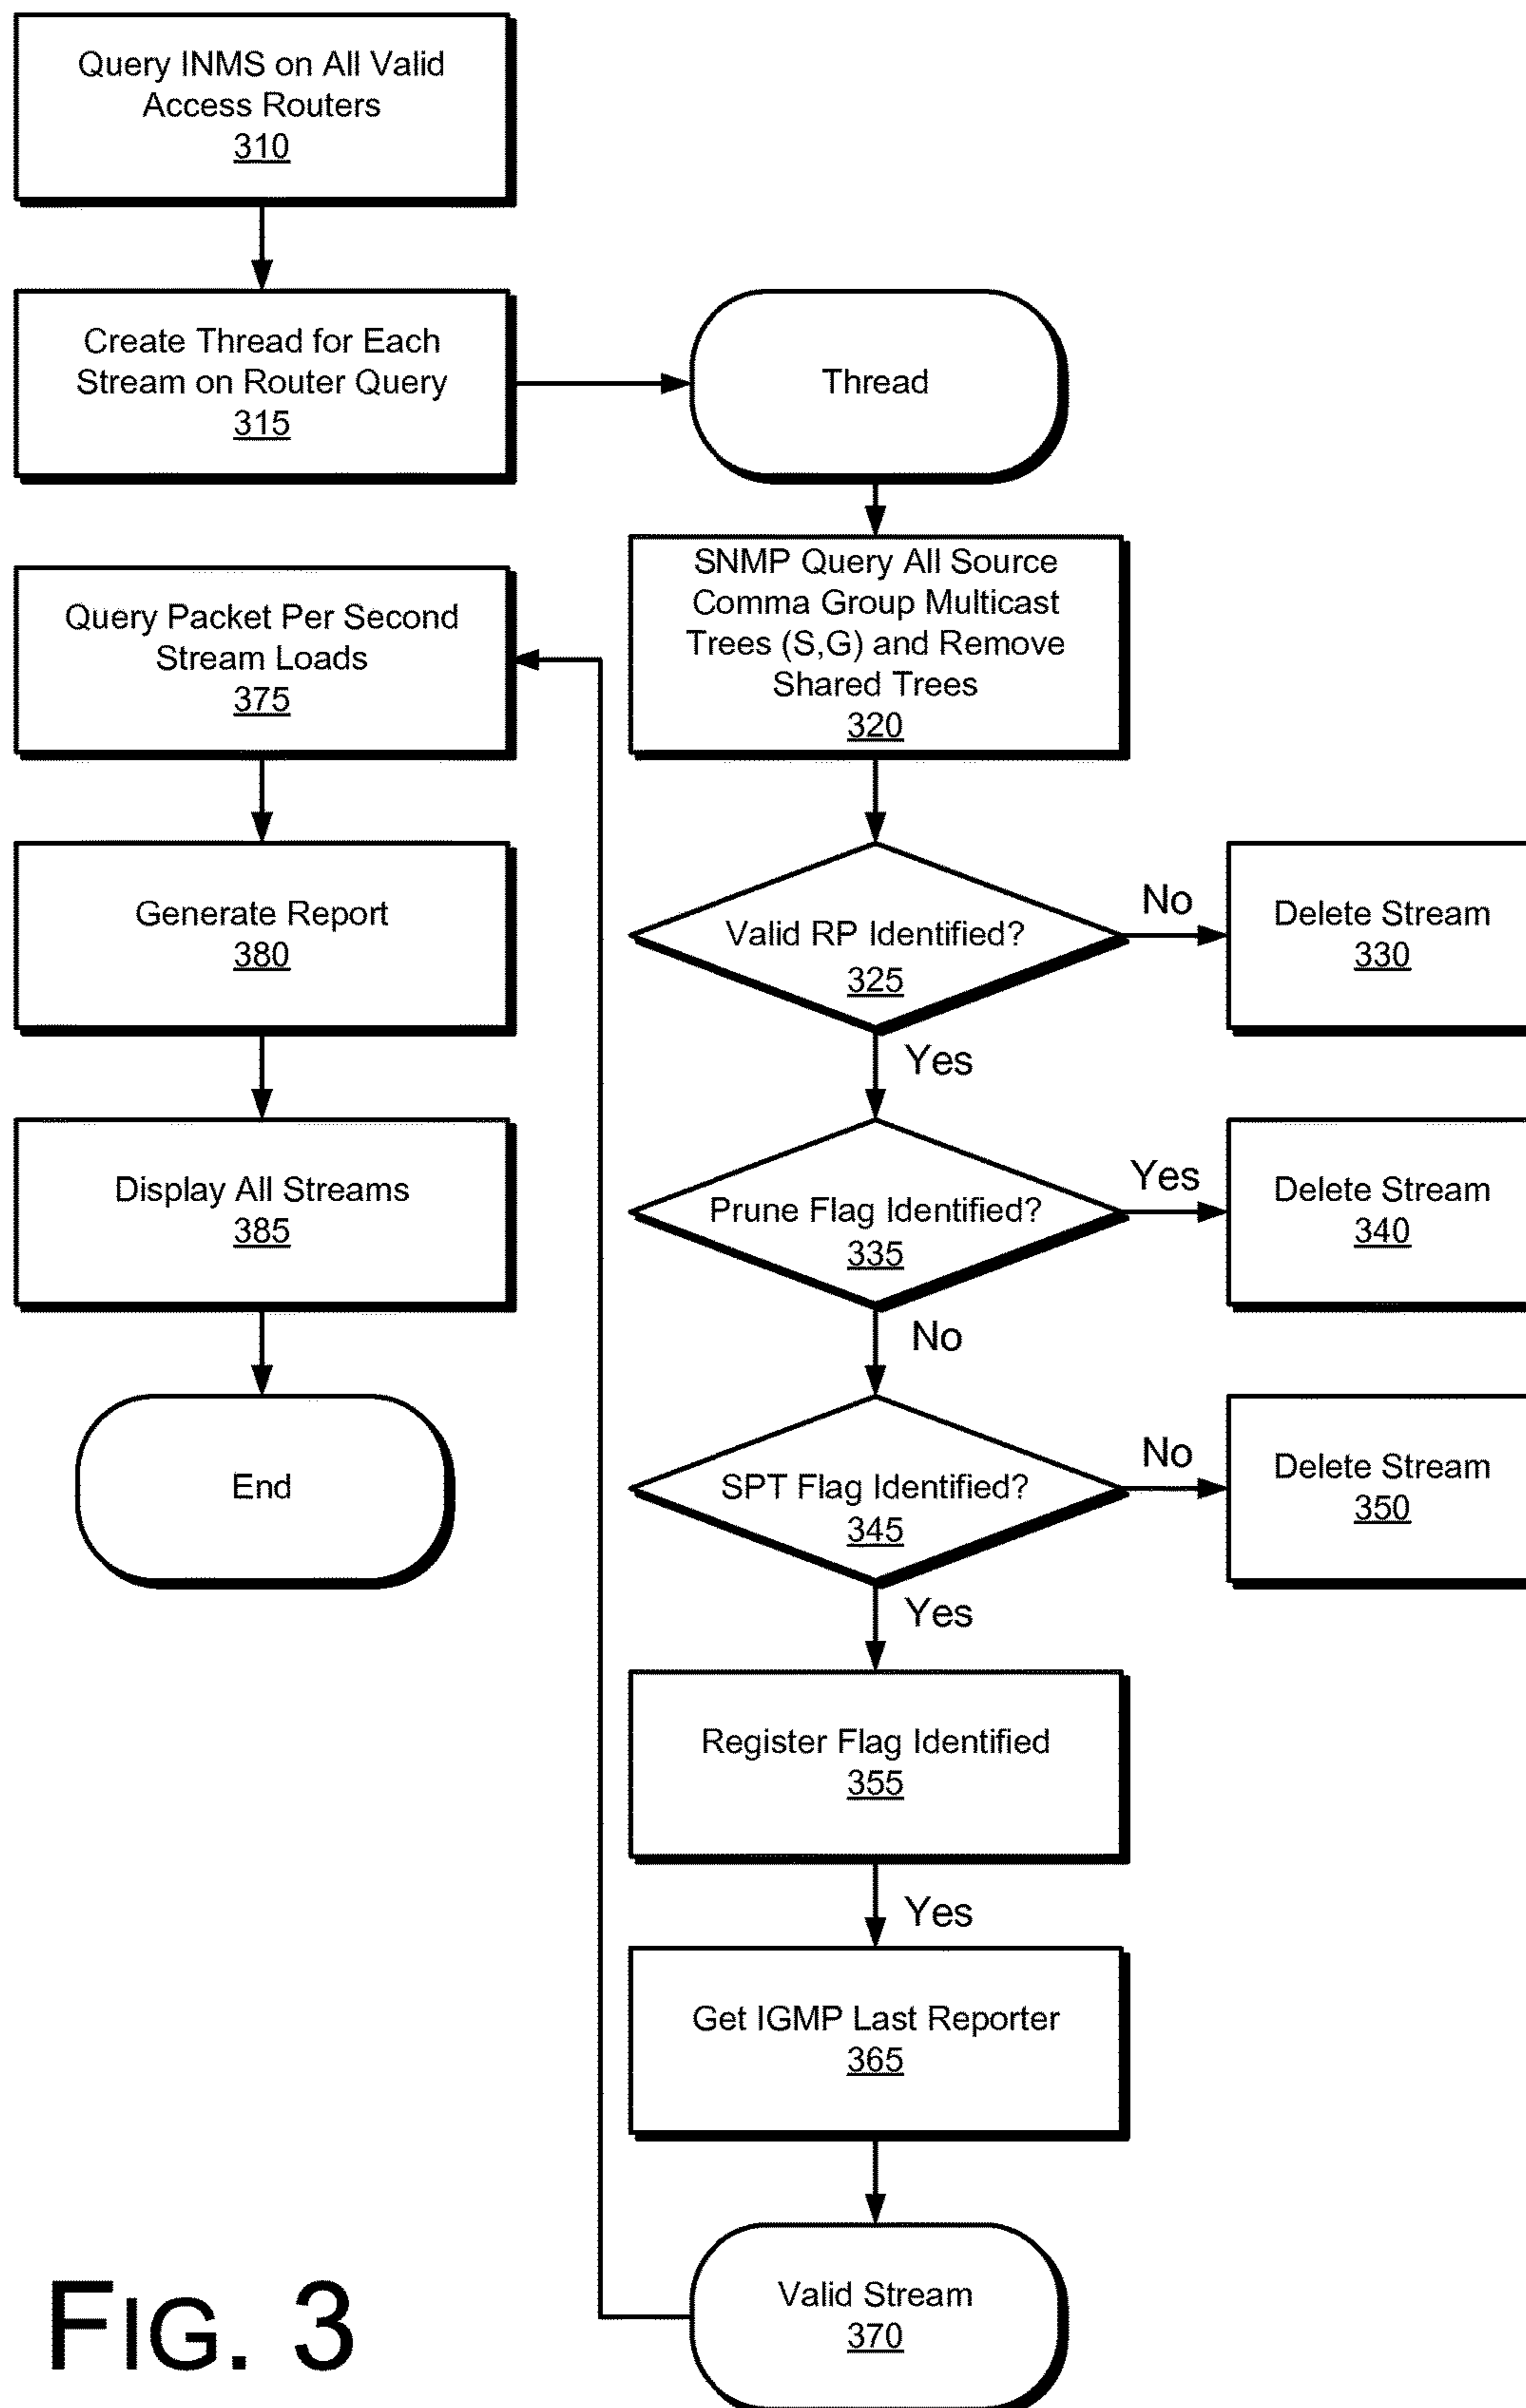 Query INMS on All Valid
Access Routers
310
Create Thread for Each
Stream on Router Query
315
Thread
SNMP Query All Source
Comma Group Multicast
Trees (S,G) and Remove
Shared Trees
320
Valid RP Identified?
325
No
Delete Stream
330
Yes
Prune Flag Identified?
335
Yes
Delete Stream
340
No
SPT Flag Identified?
345
No
Delete Stream
350
Yes
Register Flag Identified
355
Yes
Get IGMP Last Reporter
365
Valid Stream
370
Query Packet Per Second
Stream Loads
375
Generate Report
380
Display All Streams
385
End
FIG. 3